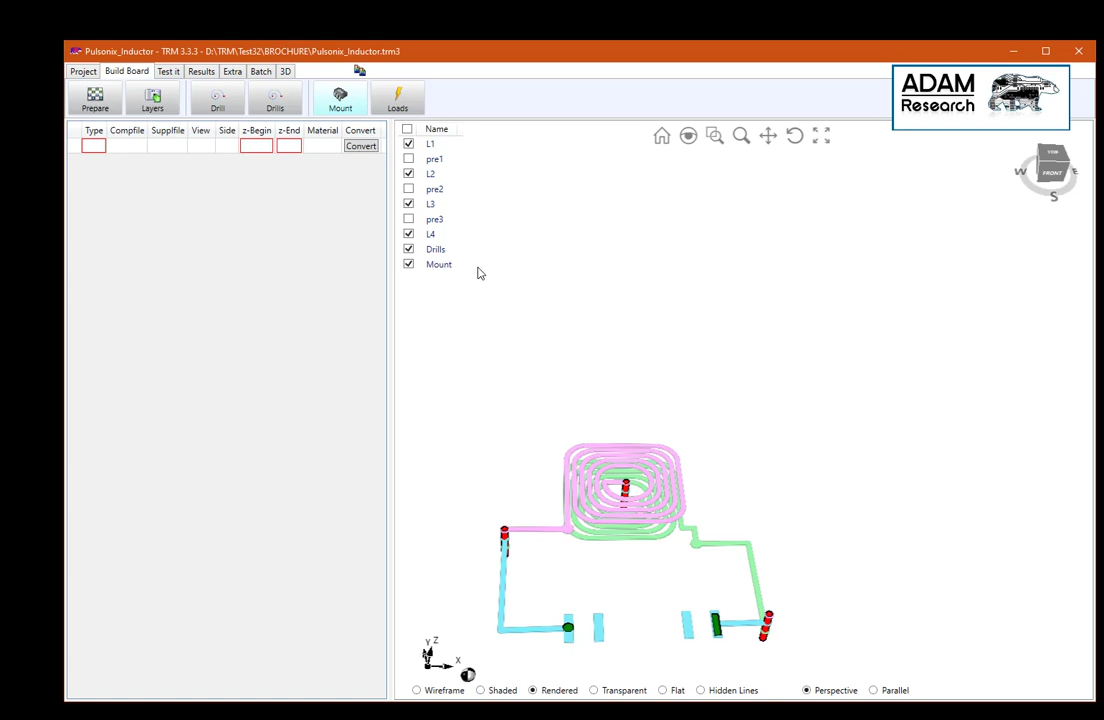 Pulsonix_Inductor - TRM 3.3.3 - D:\TRM\Test32\BROCHURE\Pulsonix_Inductor.trm3
Project Build Board Test it Results Extra Batch 3D
Prepare Layers Drill Drills Mount Loads
ADAM
Research
Type Compfile Supplfile View Side z-Begin z-End Material Convert
Convert
Name
L1
pre1
L2
pre2
L3
pre3
L4
Drills
Mount
TOP
W FRONT E
S
Y Z
X
Wireframe Shaded Rendered Transparent Flat Hidden Lines Perspective Parallel